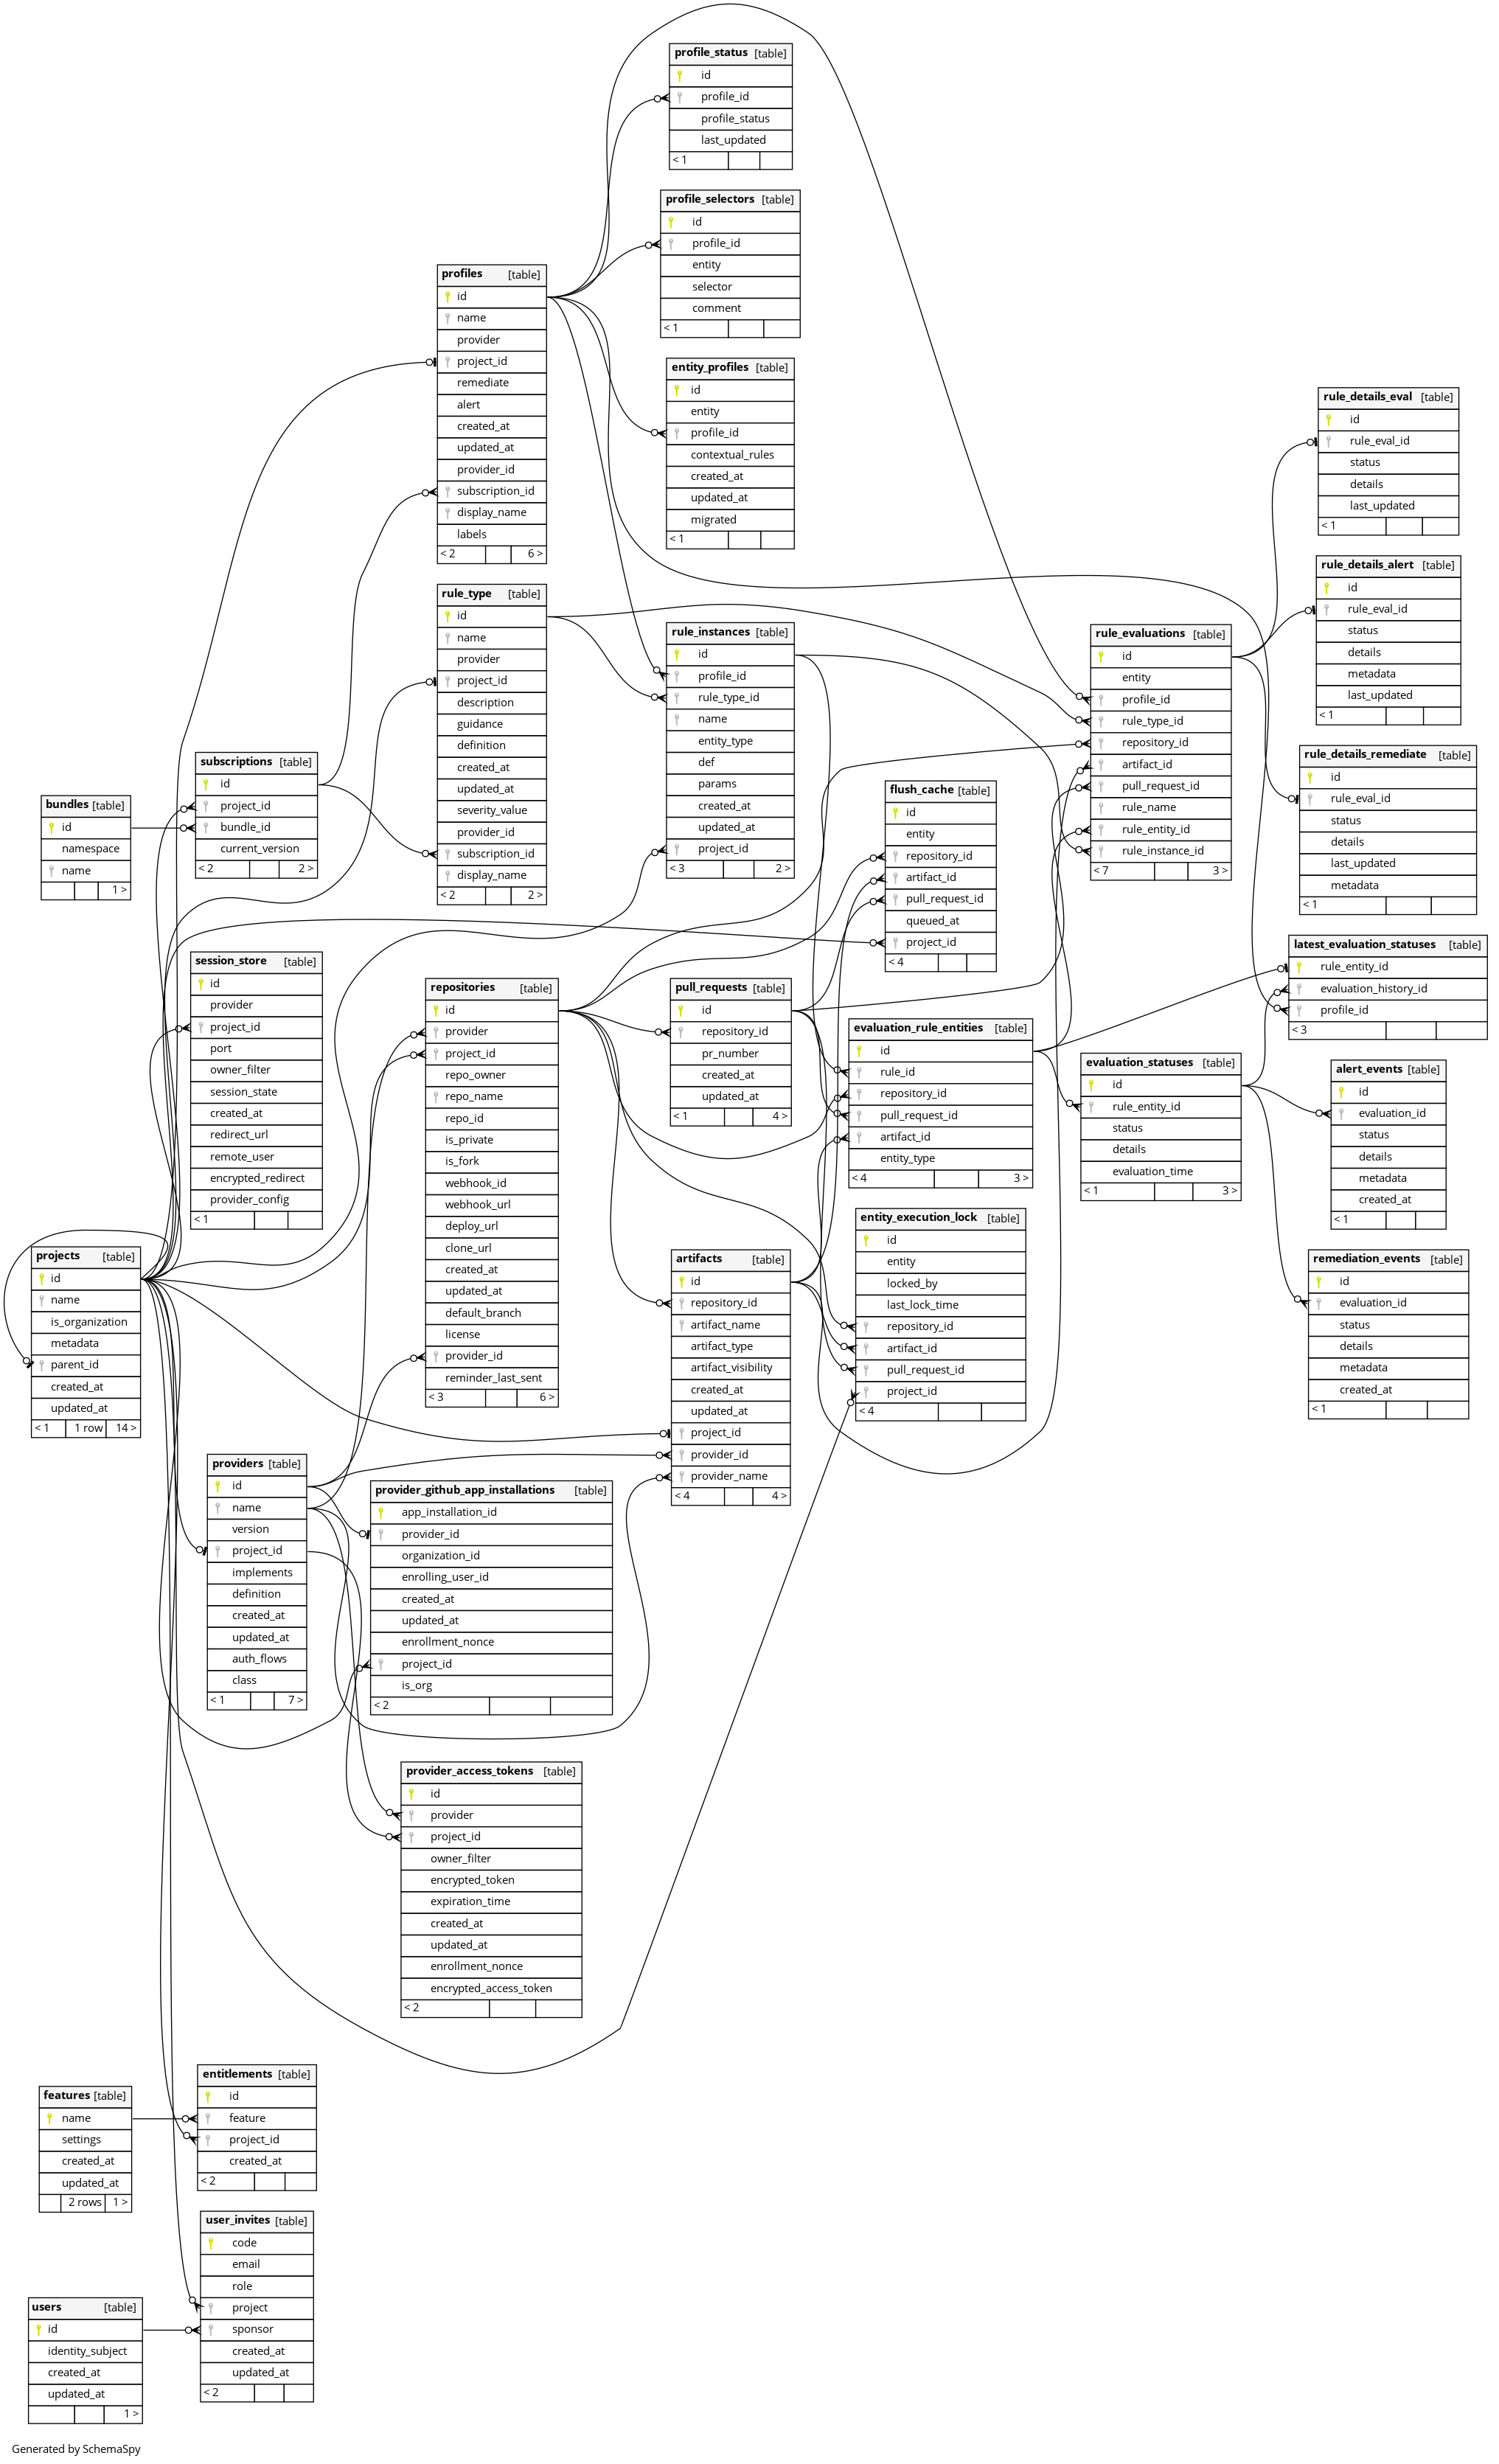 profile_status [table]
id
profile_id
profile_status
last_updated
< 1
profile_selectors [table]
id
profile_id
entity
selector
comment
< 1
profiles [table]
id
name
provider
project_id
remediate
alert
created_at
updated_at
provider_id
subscription_id
display_name
labels
< 2 6 >
entity_profiles [table]
id
entity
profile_id
contextual_rules
created_at
updated_at
migrated
< 1
rule_details_eval [table]
id
rule_eval_id
status
details
last_updated
< 1
rule_details_alert [table]
id
rule_eval_id
status
details
metadata
last_updated
< 1
rule_type [table]
id
name
provider
project_id
description
guidance
definition
created_at
updated_at
severity_value
provider_id
subscription_id
display_name
< 2 2 >
rule_instances [table]
id
profile_id
rule_type_id
name
entity_type
def
params
created_at
updated_at
project_id
< 3 2 >
rule_evaluations [table]
id
entity
profile_id
rule_type_id
repository_id
artifact_id
pull_request_id
rule_name
rule_entity_id
rule_instance_id
< 7 3 >
rule_details_remediate [table]
id
rule_eval_id
status
details
last_updated
metadata
< 1
subscriptions [table]
id
project_id
bundle_id
current_version
< 2 2 >
bundles [table]
id
namespace
name
1 >
flush_cache [table]
id
entity
repository_id
artifact_id
pull_request_id
queued_at
project_id
< 4
latest_evaluation_statuses [table]
rule_entity_id
evaluation_history_id
profile_id
< 3
session_store [table]
id
provider
project_id
port
owner_filter
session_state
created_at
redirect_url
remote_user
encrypted_redirect
provider_config
< 1
repositories [table]
id
provider
project_id
repo_owner
repo_name
repo_id
is_private
is_fork
webhook_id
webhook_url
deploy_url
clone_url
created_at
updated_at
default_branch
license
provider_id
reminder_last_sent
< 3 6 >
pull_requests [table]
id
repository_id
pr_number
created_at
updated_at
< 1 4 >
evaluation_rule_entities [table]
id
rule_id
repository_id
pull_request_id
artifact_id
entity_type
< 4 3 >
evaluation_statuses [table]
id
rule_entity_id
status
details
evaluation_time
< 1 3 >
alert_events [table]
id
evaluation_id
status
details
metadata
created_at
< 1
projects [table]
id
name
is_organization
metadata
parent_id
created_at
updated_at
< 1 1 row 14 >
artifacts [table]
id
repository_id
artifact_name
artifact_type
artifact_visibility
created_at
updated_at
project_id
provider_id
provider_name
< 4 4 >
entity_execution_lock [table]
id
entity
locked_by
last_lock_time
repository_id
artifact_id
pull_request_id
project_id
< 4
remediation_events [table]
id
evaluation_id
status
details
metadata
created_at
< 1
providers [table]
id
name
version
project_id
implements
definition
created_at
updated_at
auth_flows
class
< 1 7 >
provider_github_app_installations [table]
app_installation_id
provider_id
organization_id
enrolling_user_id
created_at
updated_at
enrollment_nonce
project_id
is_org
< 2
provider_access_tokens [table]
id
provider
project_id
owner_filter
encrypted_token
expiration_time
created_at
updated_at
enrollment_nonce
encrypted_access_token
< 2
entitlements [table]
id
feature
project_id
created_at
< 2
features [table]
name
settings
created_at
updated_at
2 rows 1 >
user_invites [table]
code
email
role
project
sponsor
created_at
updated_at
< 2
users [table]
id
identity_subject
created_at
updated_at
1 >
Generated by SchemaSpy